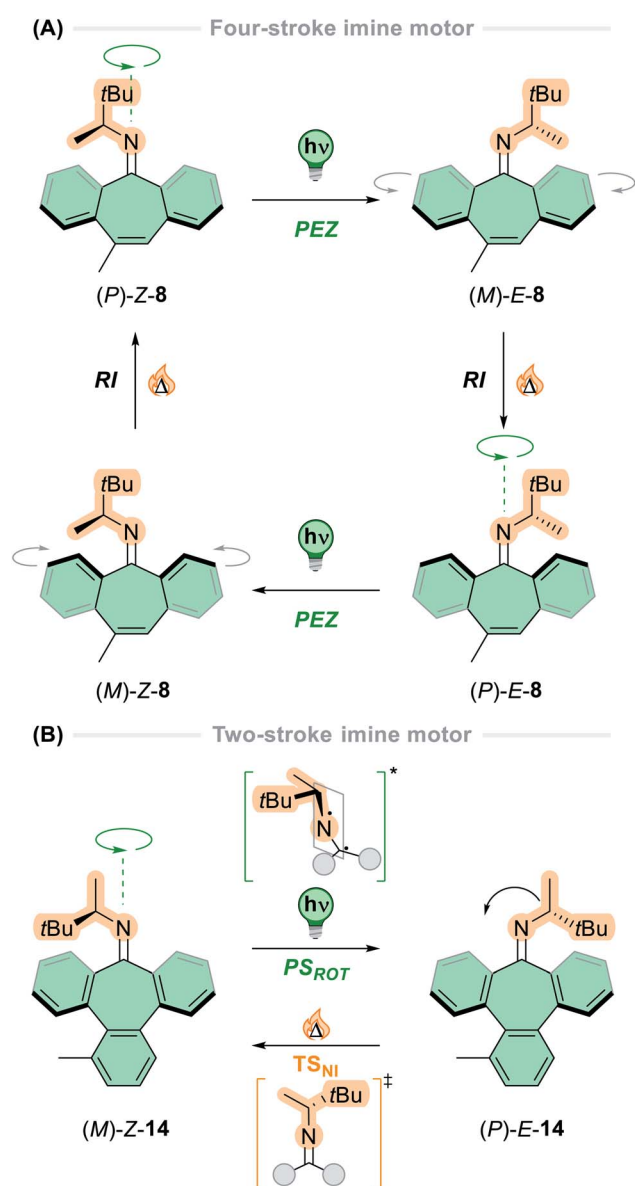 (A) Four-stroke imine motor
tBu
N
hν
PEZ
tBu
N
(P)-Z-8
(M)-E-8
RI
Δ
RI
Δ
tBu
N
hν
PEZ
tBu
N
(M)-Z-8
(P)-E-8
(B) Two-stroke imine motor
*
tBu
N
tBu
N
hν
PSROT
N
tBu
Δ
TSNI
‡
tBu
N
(M)-Z-14
(P)-E-14